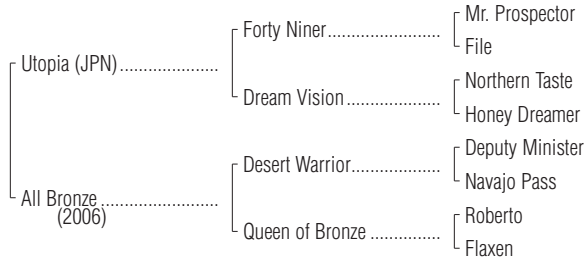 Mr. Prospector
Forty Niner
File
Utopia (JPN)
Northern Taste
Dream Vision
Honey Dreamer
Deputy Minister
Desert Warrior
Navajo Pass
All Bronze
(2006)
Roberto
Queen of Bronze
Flaxen